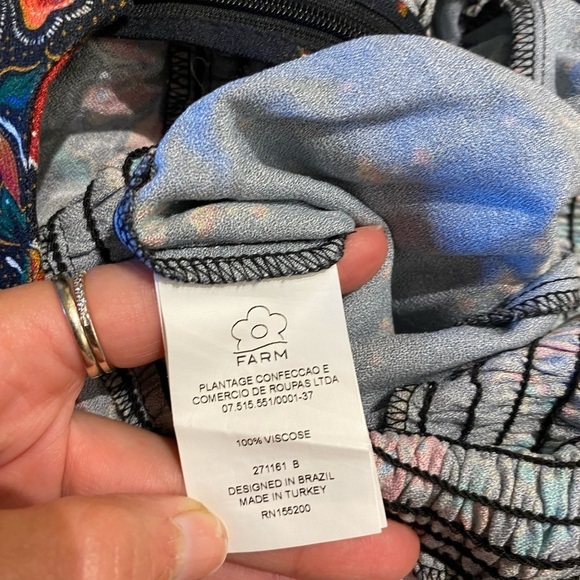 FARM
PLANTAGE CONFECCAO E
COMERCIO DE ROUPAS LTDA
07.515.551/0001-37
100% VISCOSE
271161 B
DESIGNED IN BRAZIL
MADE IN TURKEY
RN155200